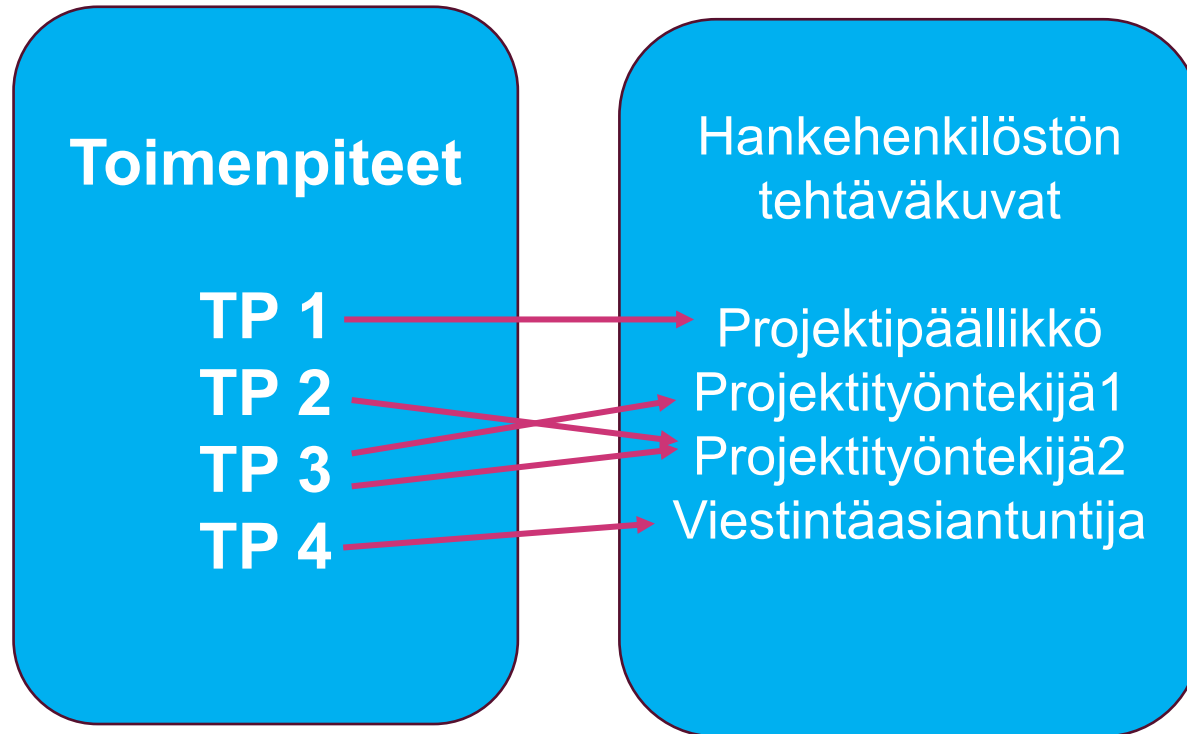 Toimenpiteet
TP 1
TP 2
TP 3
TP 4
Hankehenkilöstön
tehtäväkuvat
Projektipäällikkö
Projektityöntekijä1
Projektityöntekijä2
Viestintäasiantuntija